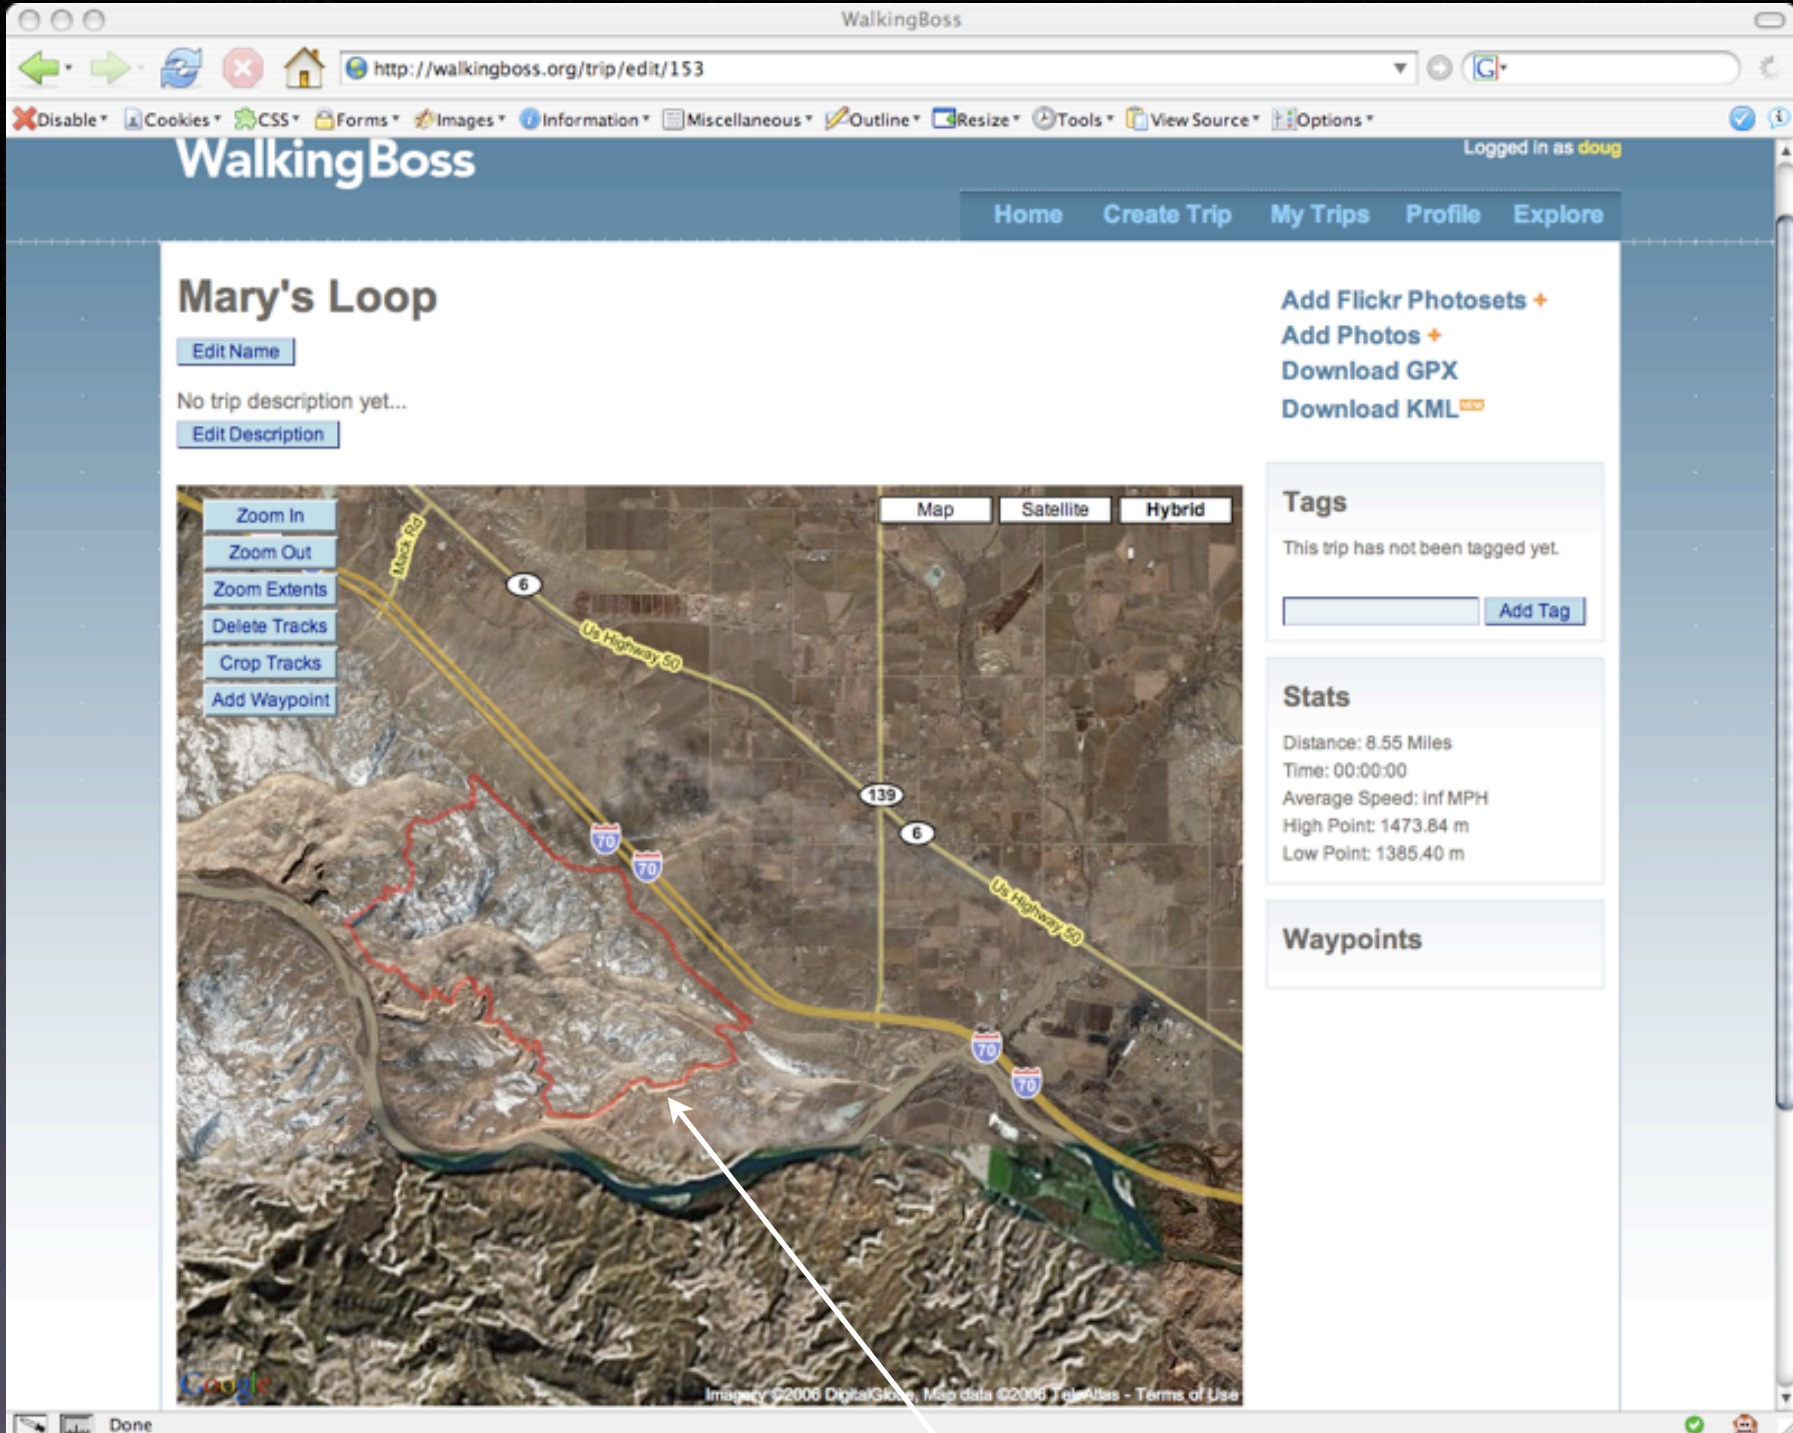 WalkingBoss
http://walkingboss.org/trip/edit/153
G
Disable Cookies CSS Forms Images Information Miscellaneous Outline Resize Tools View Source Options
WalkingBoss
Logged in as doug
Home Create Trip My Trips Profile Explore
Mary's Loop
Edit Name
No trip description yet...
Edit Description
Add Flickr Photosets +
Add Photos +
Download GPX
Download KML NEW
Zoom In
Zoom Out
Zoom Extents
Delete Tracks
Crop Tracks
Add Waypoint
Map Satellite Hybrid
Mack Rd
6
Us Highway 50
139
6
70
70
Us Highway 50
70
70
Google
Imagery ©2006 DigitalGlobe, Map data ©2006 TeleAtlas - Terms of Use
Tags
This trip has not been tagged yet.
Add Tag
Stats
Distance: 8.55 Miles
Time: 00:00:00
Average Speed: inf MPH
High Point: 1473.84 m
Low Point: 1385.40 m
Waypoints
Done